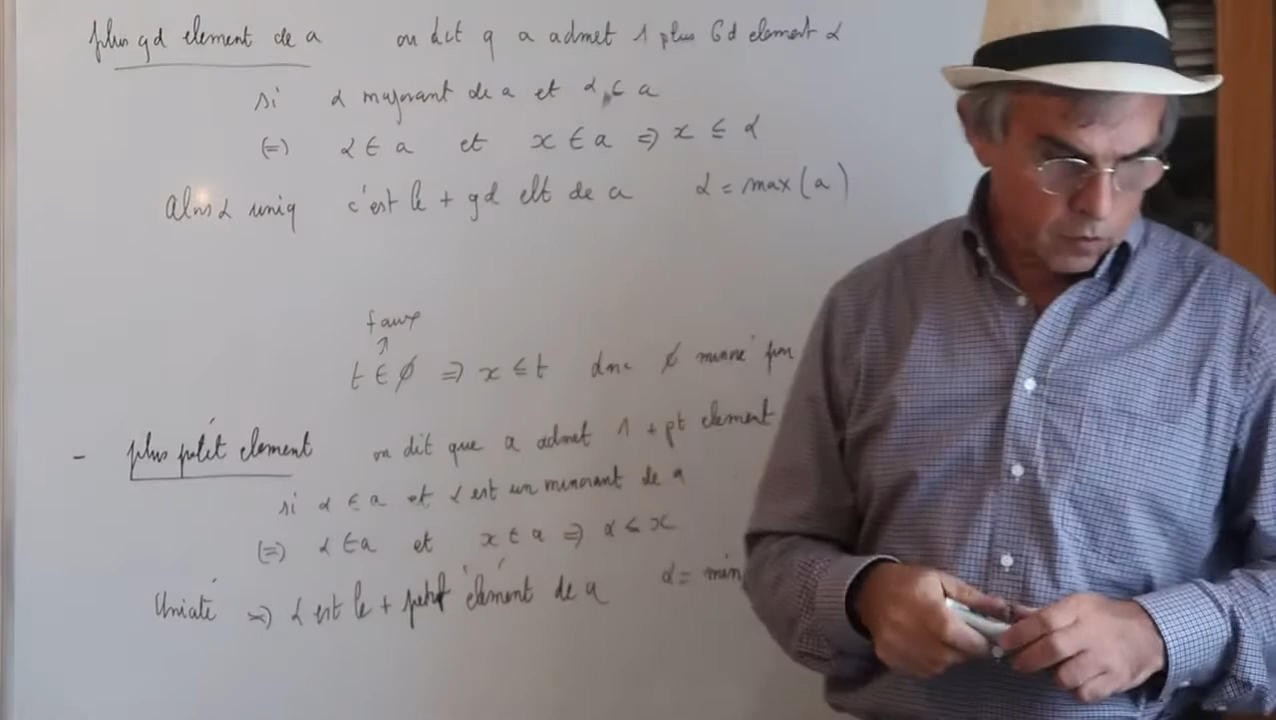 plus gd element de a on dit q a admet 1 plus Gd element α
si α majorant de a et α ∈ a
(=) α ∈ a et x ∈ a => x ≤ α
Alors α uniq c'est le + gd elt de a α = max(a)
faux
↑
t ∈ ∅ => x ≤ t donc ∅ minoré
- plus petit element on dit que a admet 1 + pt element
si α ∈ a et α est un minorant de a
(=) α ∈ a et x ∈ a => α ≤ x
Unicité => α est le + petit élément de a α = min